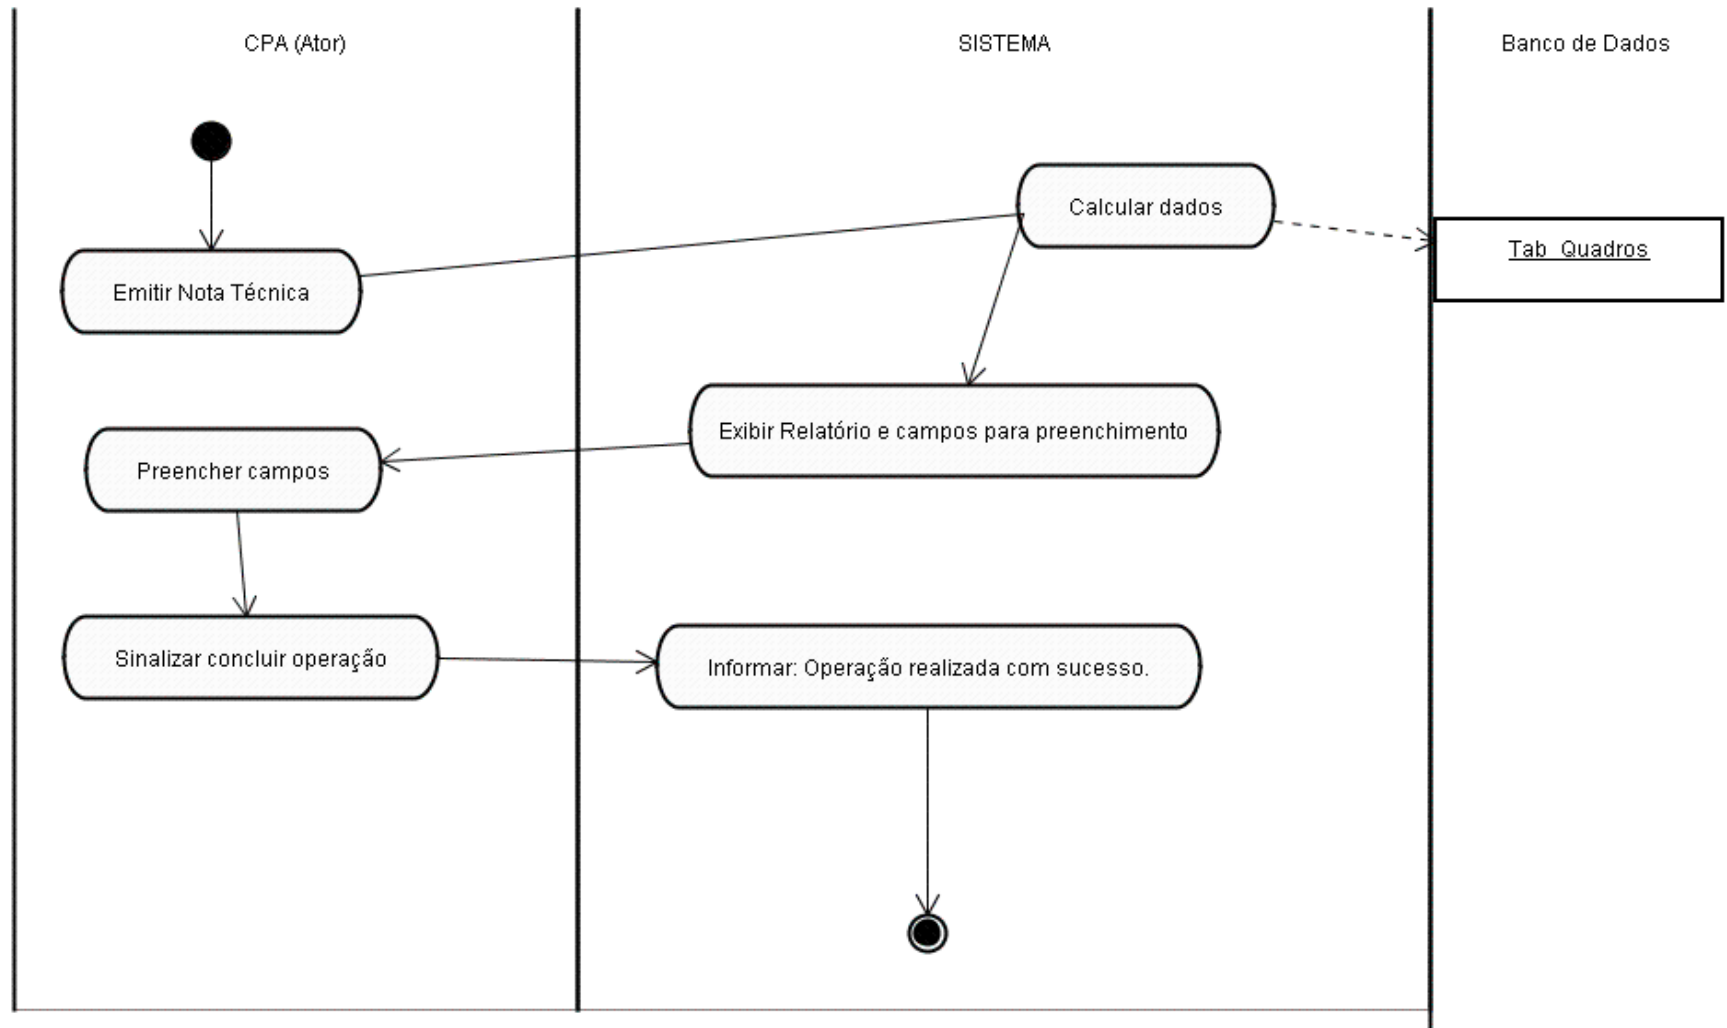 CPA (Ator)
SISTEMA
Banco de Dados
Calcular dados
Tab_Quadros
Emitir Nota Técnica
Exibir Relatório e campos para preenchimento
Preencher campos
Sinalizar concluir operação
Informar: Operação realizada com sucesso.